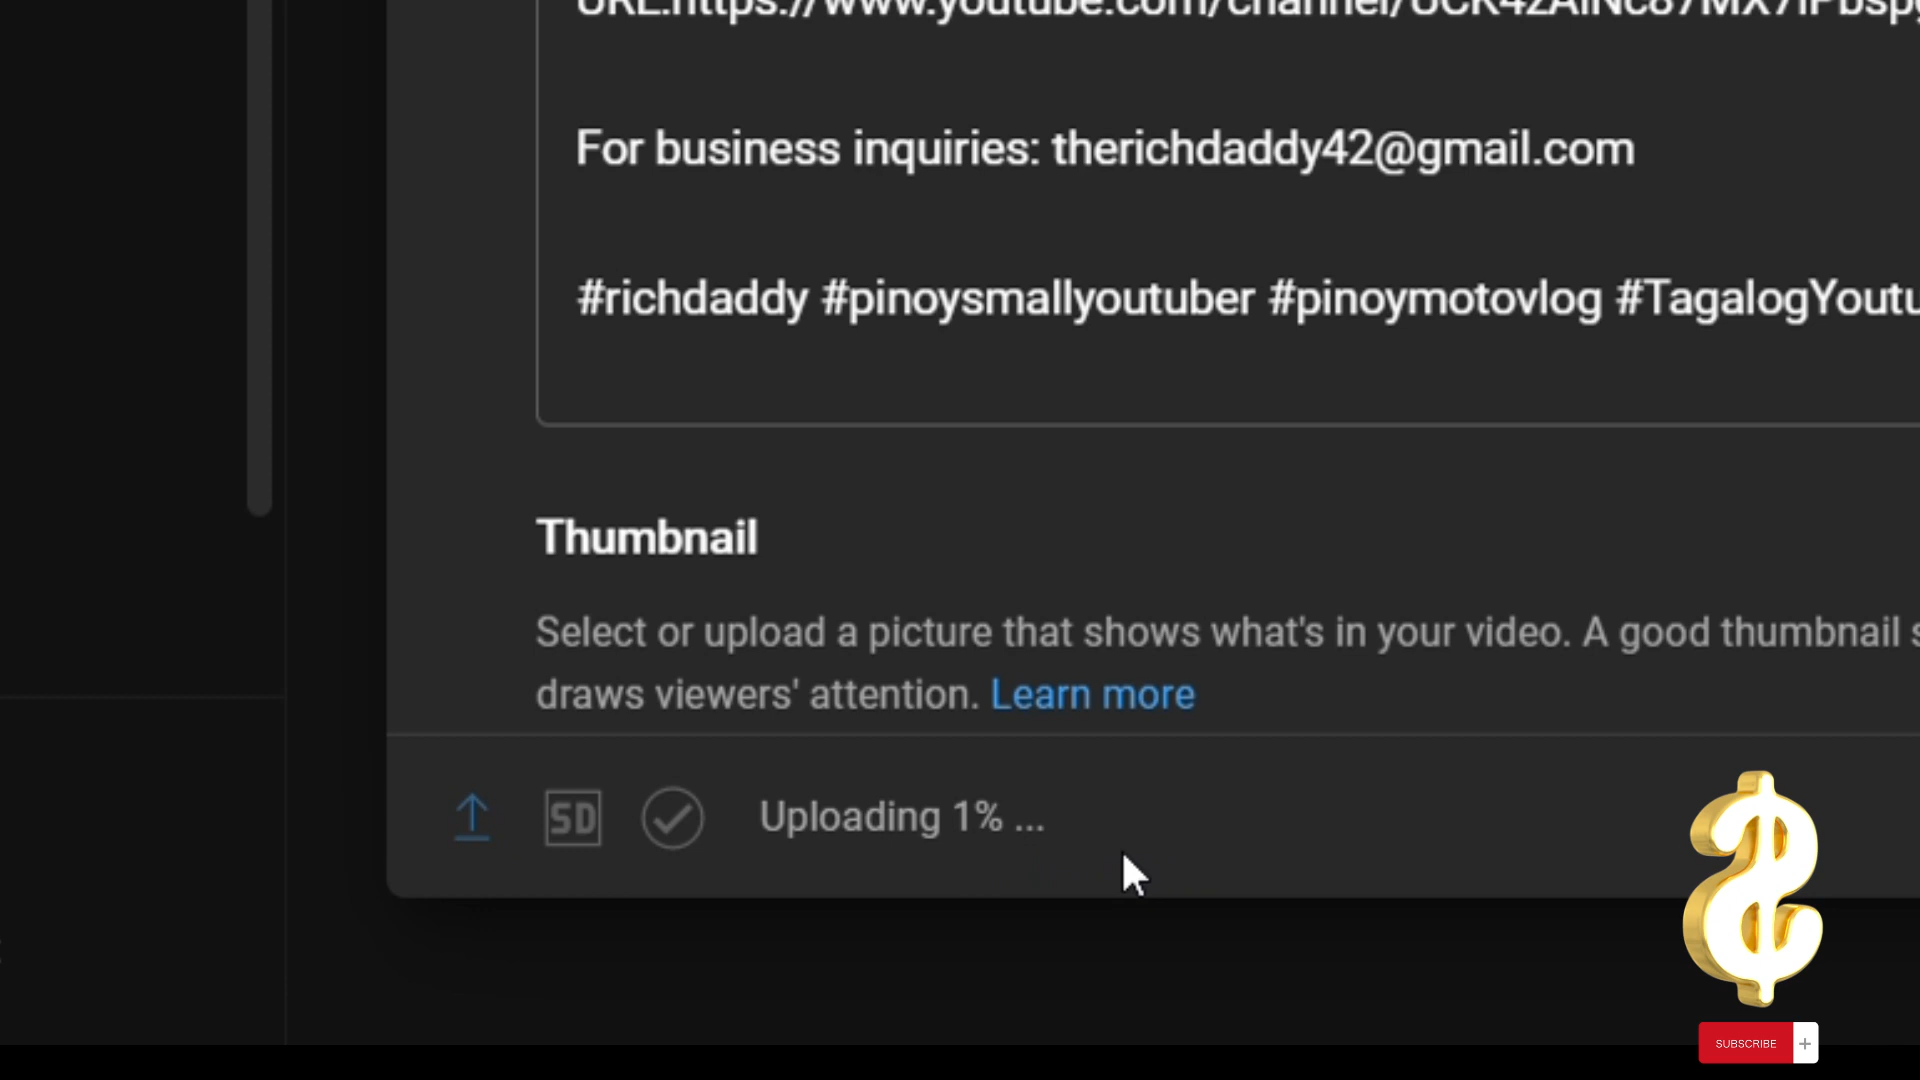 For business inquiries: therichdaddy42@gmail.com
#richdaddy #pinoysmallyoutuber #pinoymotovlog
Thumbnail
Select or upload a picture that shows what's in your video. A good thumbnail
draws viewers' attention. Learn more
SD
Uploading 1% ...
SUBSCRIBE +